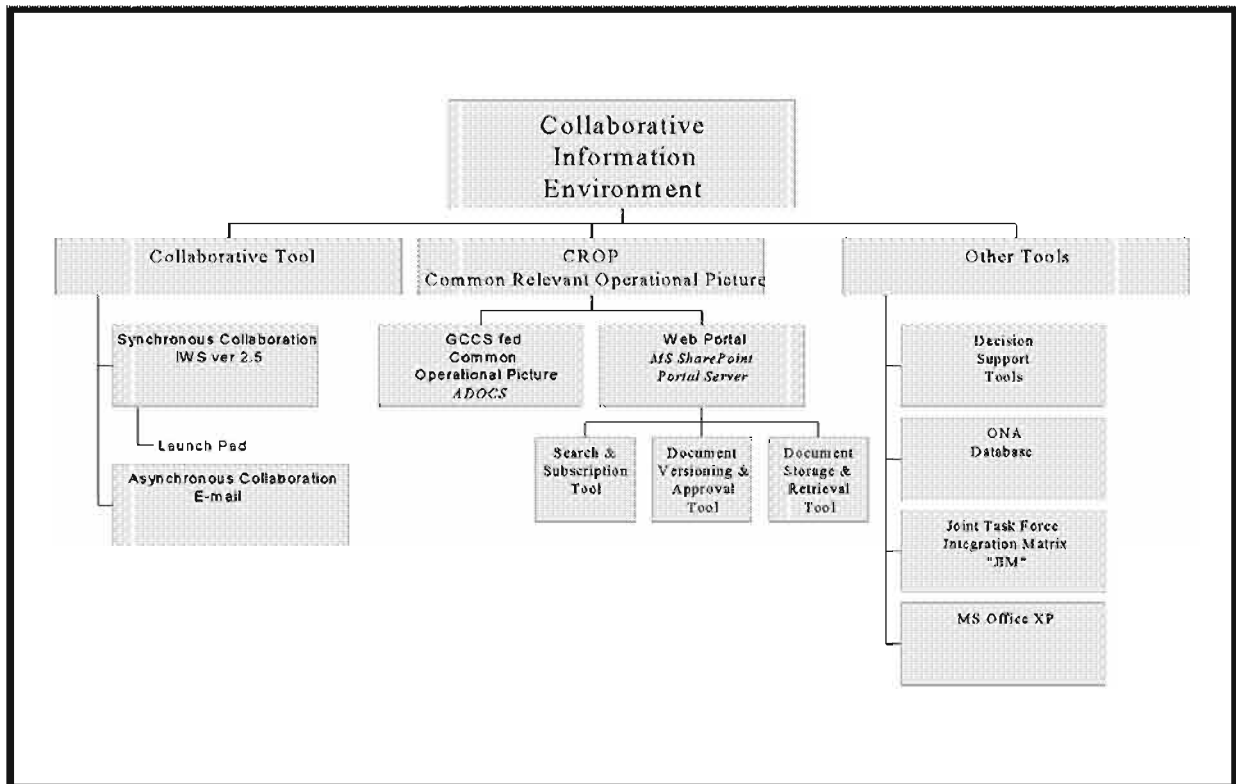 Collaborative
Information
Environment
Collaborative Tool
CROP
Common Relevant Operational Picture
Other Tools
Synchronous Collaboration
IWS ver 2.5
Launch Pad
Asynchronous Collaboration
E-mail
GCCS fed
Common
Operational Picture
ADOCS
Web Portal
MS SharePoint
Portal Server
Search &
Subscription
Tool
Document
Versioning &
Approval
Tool
Document
Storage &
Retrieval
Tool
Decision
Support
Tools
ONA
Database
Joint Task Force
Integration Matrix
"JIM"
MS Office XP